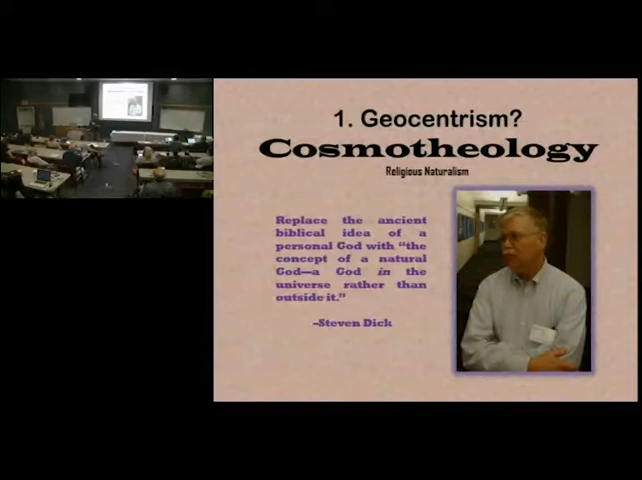 1. Geocentrism?
Cosmotheology
Religious Naturalism
Replace the ancient
biblical idea of a
personal God with “the
concept of a natural
God—a God in the
universe rather than
outside it.”
–Steven Dick